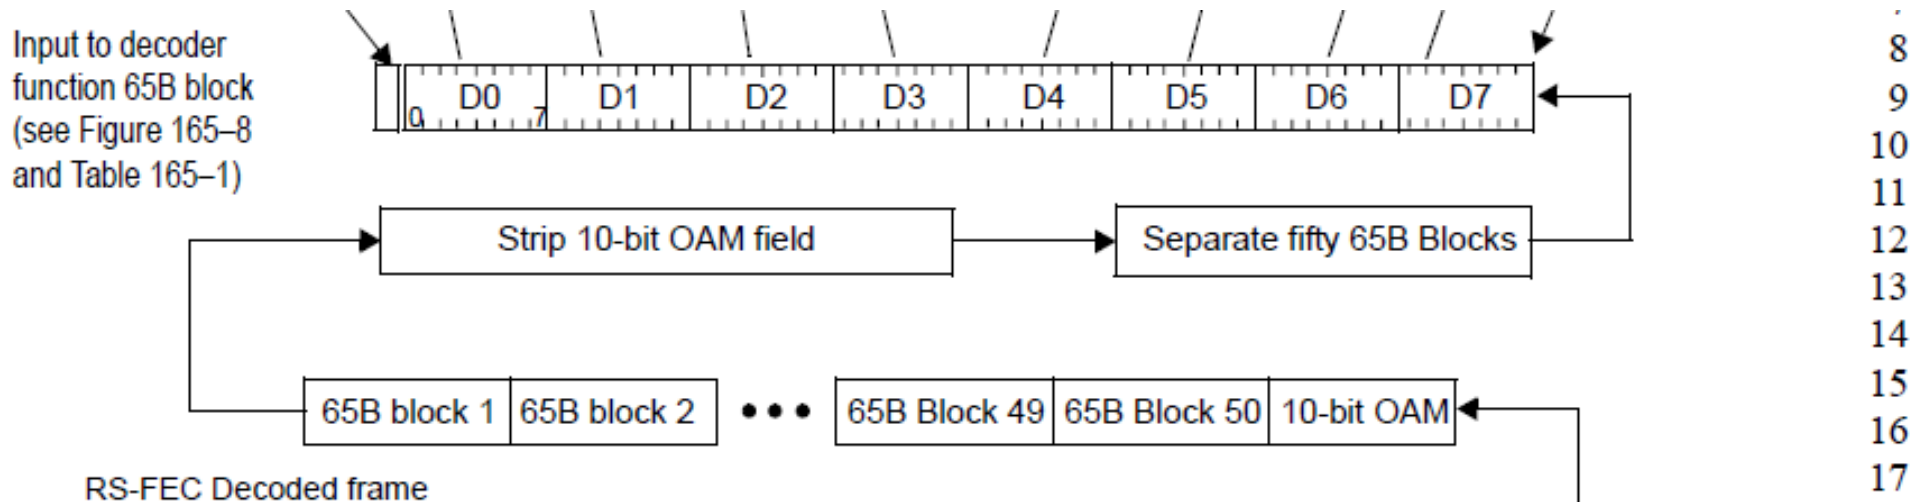 Input to decoder
function 65B block
(see Figure 165–8
and Table 165–1)
D0 D1 D2 D3 D4 D5 D6 D7
0 7
Strip 10-bit OAM field
Separate fifty 65B Blocks
65B block 1 65B block 2 ••• 65B Block 49 65B Block 50 10-bit OAM
RS-FEC Decoded frame
8
9
10
11
12
13
14
15
16
17